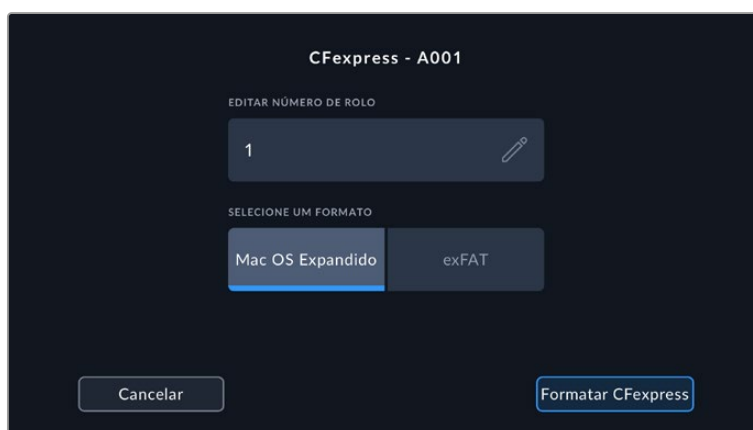 CFexpress - A001
EDITAR NÚMERO DE ROLO
1
SELECIONE UM FORMATO
Mac OS Expandido exFAT
Cancelar Formatar CFexpress